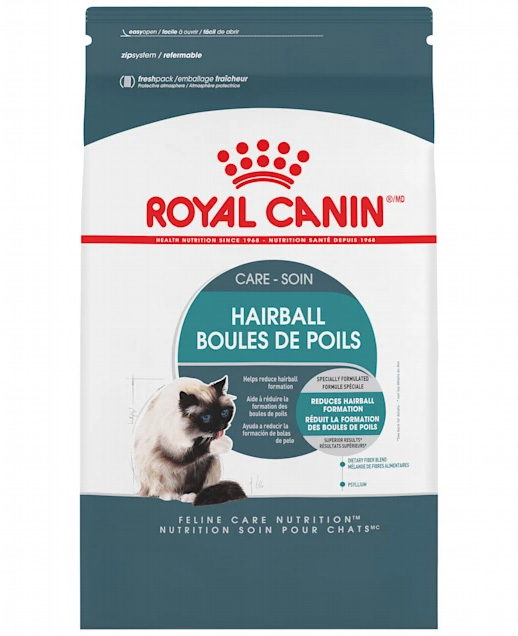 easyopen / facile à ouvrir / fácil de abrir
zipsystem / refermable
freshpack / emballage fraîcheur
Protective atmosphere / Atmosphère protectrice
ROYAL CANIN ®/MD
HEALTH NUTRITION SINCE 1968 - NUTRITION SANTÉ DEPUIS 1968
CARE - SOIN
HAIRBALL
BOULES DE POILS
Helps reduce hairball
formation
Aide à réduire la
formation des
boules de poils
Ayuda a reducir la
formación de bolas
de pelo
SPECIALLY FORMULATED
FORMULE SPÉCIALE
REDUCES HAIRBALL
FORMATION
RÉDUIT LA FORMATION
DES BOULES DE POILS
SUPERIOR RESULTS*
RÉSULTATS SUPÉRIEURS*
DIETARY FIBER BLEND
MÉLANGE DE FIBRES ALIMENTAIRES
PSYLLIUM
FELINE CARE NUTRITION™
NUTRITION SOIN POUR CHATS MC